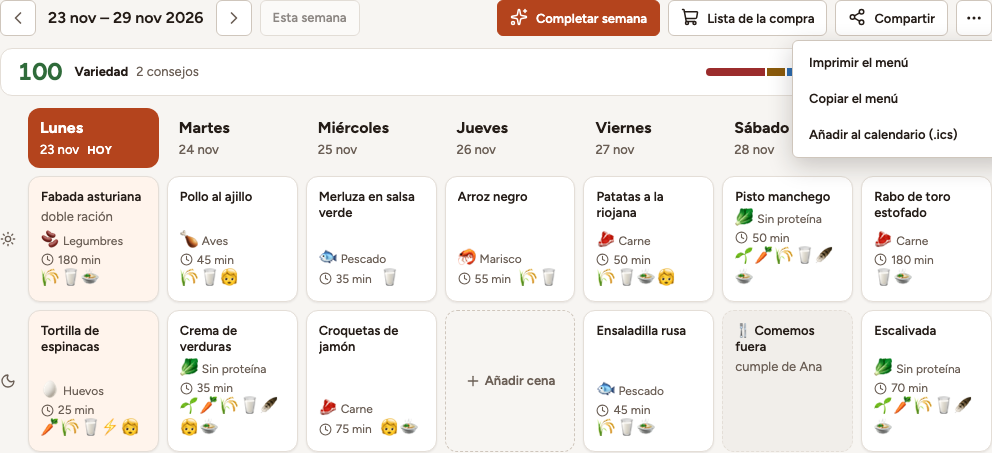 23 nov – 29 nov 2026
Esta semana
Completar semana
Lista de la compra
Compartir
Imprimir el menú
Copiar el menú
Añadir al calendario (.ics)
100 Variedad 2 consejos
Lunes
23 nov HOY
Martes
24 nov
Miércoles
25 nov
Jueves
26 nov
Viernes
27 nov
Sábado
28 nov
Fabada asturiana
doble ración
Legumbres
180 min
Pollo al ajillo
Aves
45 min
Merluza en salsa
verde
Pescado
35 min
Arroz negro
Marisco
55 min
Patatas a la
riojana
Carne
50 min
Pisto manchego
Sin proteína
50 min
Rabo de toro
estofado
Carne
180 min
Tortilla de
espinacas
Huevos
25 min
Crema de
verduras
Sin proteína
35 min
Croquetas de
jamón
Carne
75 min
+ Añadir cena
Ensaladilla rusa
Pescado
45 min
Comemos
fuera
cumple de Ana
Escalivada
Sin proteína
70 min